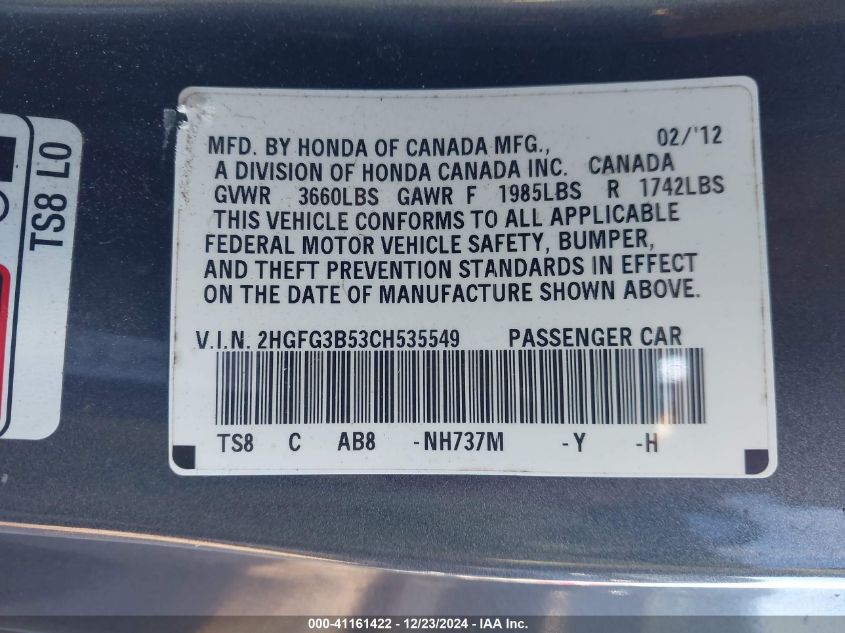 MFD. BY HONDA OF CANADA MFG., 02/'12
A DIVISION OF HONDA CANADA INC. CANADA
GVWR 3660LBS GAWR F 1985LBS R 1742LBS
THIS VEHICLE CONFORMS TO ALL APPLICABLE
FEDERAL MOTOR VEHICLE SAFETY, BUMPER,
AND THEFT PREVENTION STANDARDS IN EFFECT
ON THE DATE OF MANUFACTURE SHOWN ABOVE.
V.I.N. 2HGFG3B53CH535549 PASSENGER CAR
TS8 C AB8 -NH737M -Y -H
TS8 L0
000-41161422 - 12/23/2024 - IAA Inc.